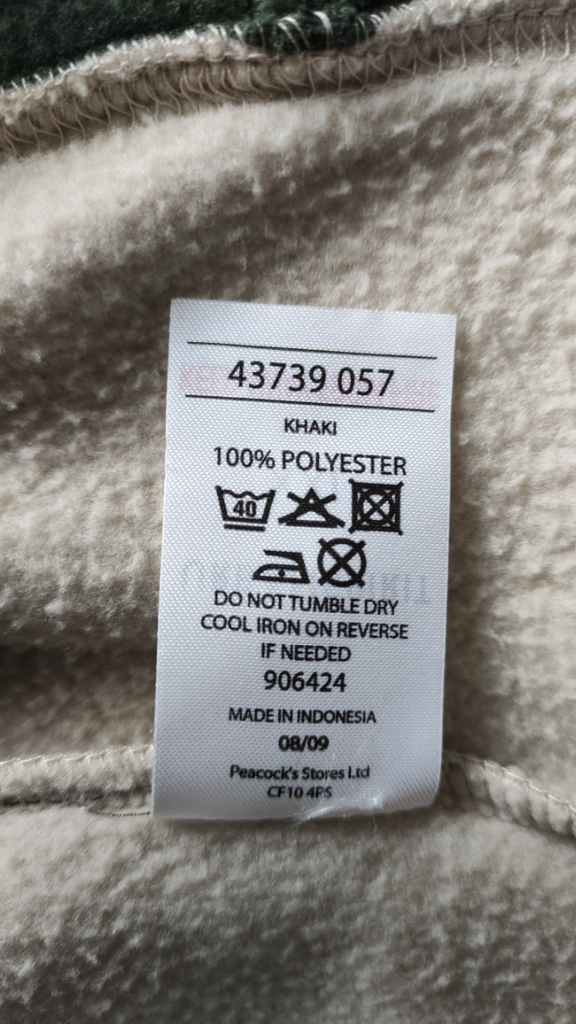 43739 057
KHAKI
100% POLYESTER
40
DO NOT TUMBLE DRY
COOL IRON ON REVERSE
IF NEEDED
906424
MADE IN INDONESIA
08/09
Peacock's Stores Ltd
CF10 4PS